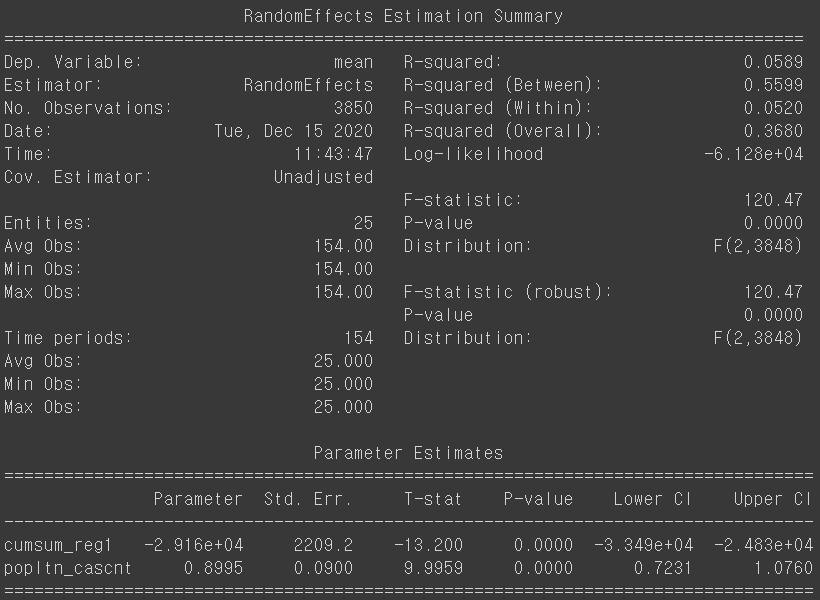 RandomEffects Estimation Summary
================================================================================
Dep. Variable: mean R-squared: 0.0589
Estimator: RandomEffects R-squared (Between): 0.5599
No. Observations: 3850 R-squared (Within): 0.0520
Date: Tue, Dec 15 2020 R-squared (Overall): 0.3680
Time: 11:43:47 Log-likelihood -6.128e+04
Cov. Estimator: Unadjusted
F-statistic: 120.47
Entities: 25 P-value 0.0000
Avg Obs: 154.00 Distribution: F(2,3848)
Min Obs: 154.00
Max Obs: 154.00 F-statistic (robust): 120.47
P-value 0.0000
Time periods: 154 Distribution: F(2,3848)
Avg Obs: 25.000
Min Obs: 25.000
Max Obs: 25.000
Parameter Estimates
=================================================================================
Parameter Std. Err. T-stat P-value Lower CI Upper CI
---------------------------------------------------------------------------------
cumsum_reg1 -2.916e+04 2209.2 -13.200 0.0000 -3.349e+04 -2.483e+04
popltn_cascnt 0.8995 0.0900 9.9959 0.0000 0.7231 1.0760
=================================================================================